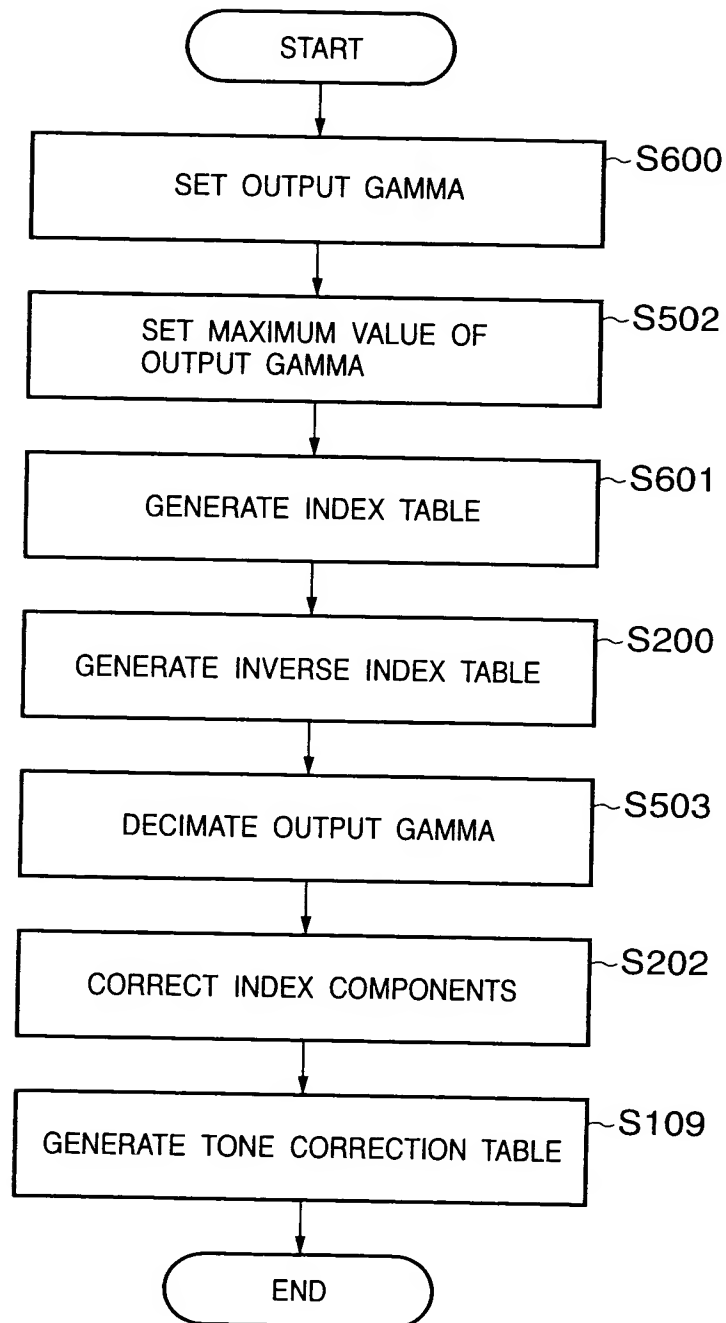 START
SET OUTPUT GAMMA
~S600
SET MAXIMUM VALUE OF
OUTPUT GAMMA
~S502
GENERATE INDEX TABLE
~S601
GENERATE INVERSE INDEX TABLE
~S200
DECIMATE OUTPUT GAMMA
~S503
CORRECT INDEX COMPONENTS
~S202
GENERATE TONE CORRECTION TABLE
~S109
END